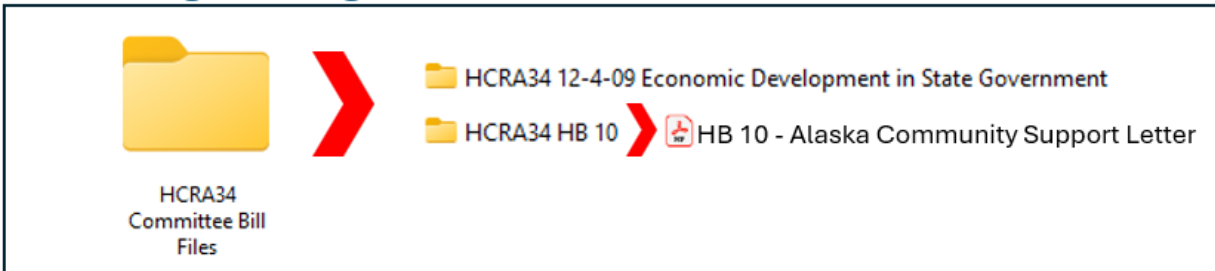 HCRA34 12-4-09 Economic Development in State Government
HCRA34 HB 10
HB 10 - Alaska Community Support Letter
HCRA34
Committee Bill
Files